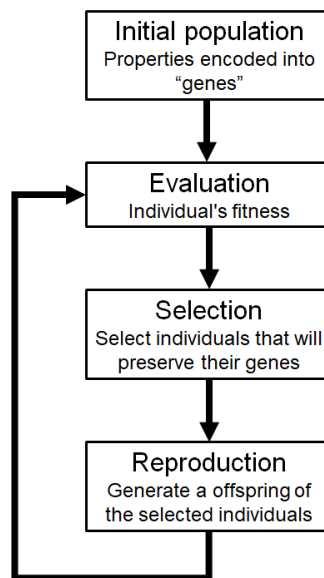 Initial population
Properties encoded into
“genes”
Evaluation
Individual's fitness
Selection
Select individuals that will
preserve their genes
Reproduction
Generate a offspring of
the selected individuals